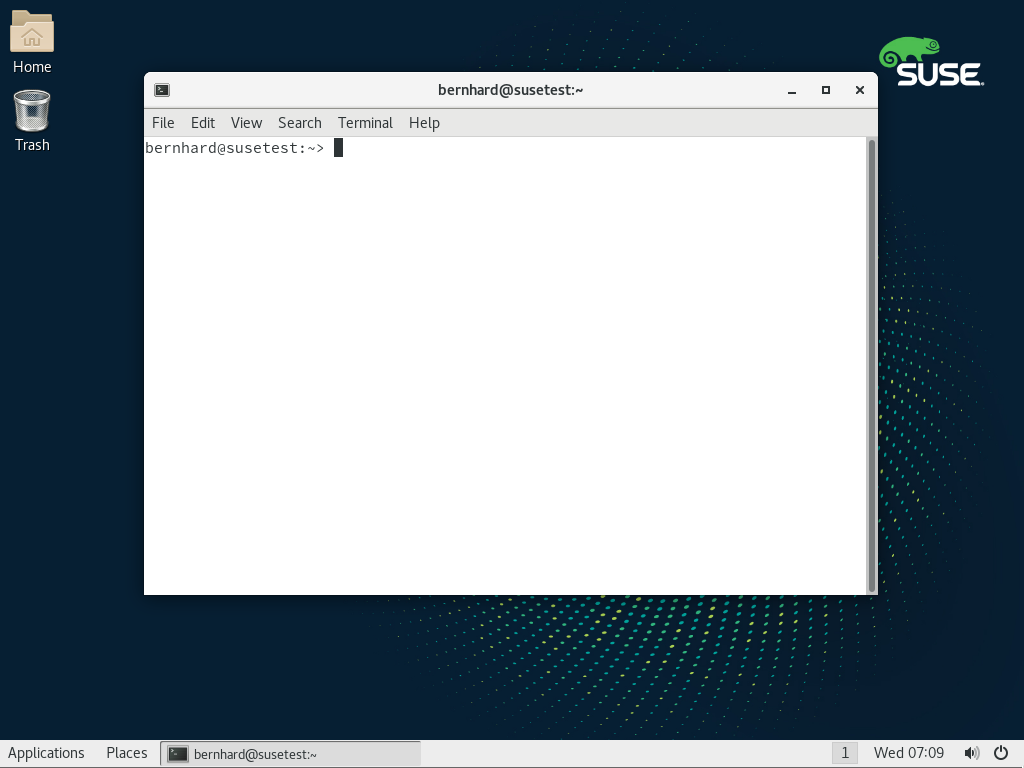 Home
Trash
SUSE
bernhard@susetest:~
File Edit View Search Terminal Help
bernhard@susetest:~>
Applications Places bernhard@susetest:~ 1 Wed 07:09